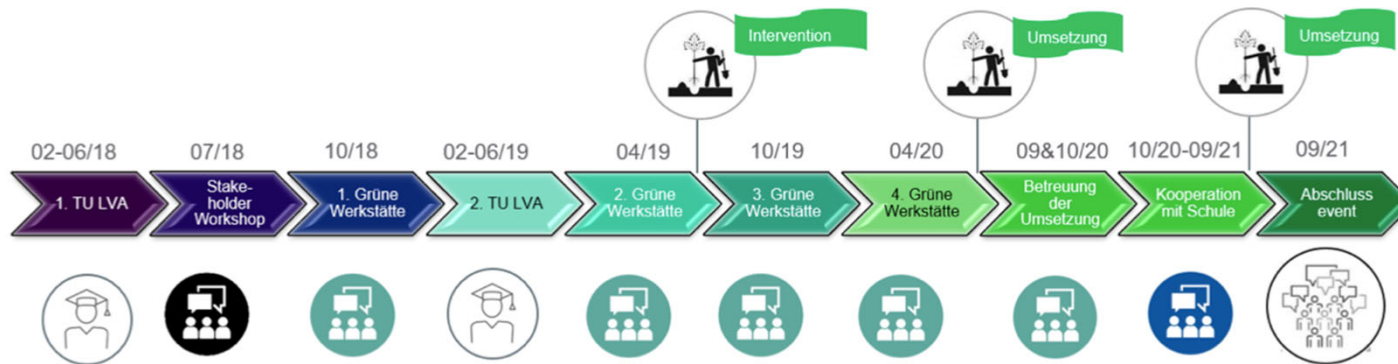 Intervention
Umsetzung
Umsetzung
02-06/18
07/18
10/18
02-06/19
04/19
10/19
04/20
09&10/20
10/20-09/21
09/21
1. TU LVA
Stake-
holder
Workshop
1. Grüne
Werkstätte
2. TU LVA
2. Grüne
Werkstätte
3. Grüne
Werkstätte
4. Grüne
Werkstätte
Betreuung
der
Umsetzung
Kooperation
mit Schule
Abschluss
event